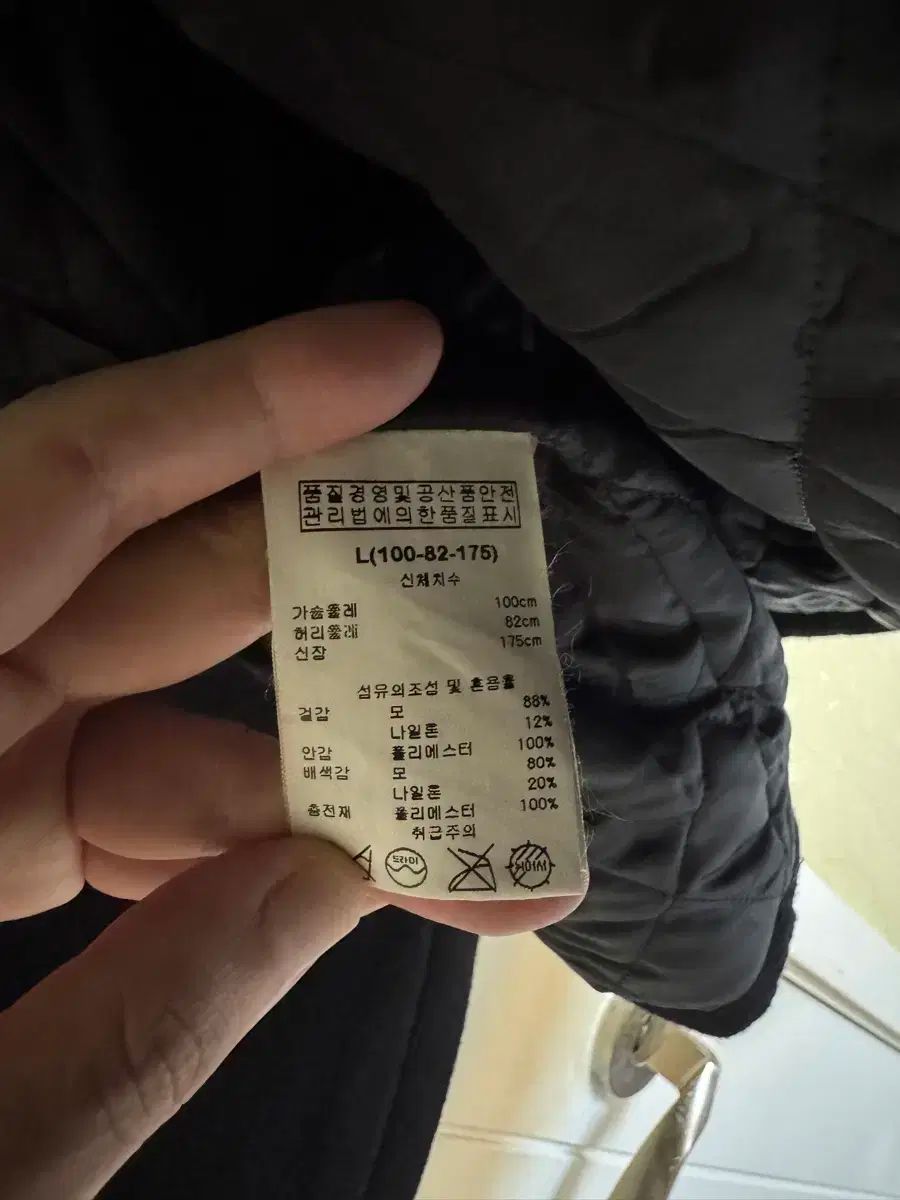 품질경영및공산품안전
관리법에의한품질표시
L(100-82-175)
신체치수
가슴둘레 100cm
허리둘레 82cm
신장 175cm
섬유의조성 및 혼용률
겉감 모 88%
나일론 12%
안감 폴리에스터 100%
배색감 모 80%
나일론 20%
충전재 폴리에스터 100%
취급주의
드라이